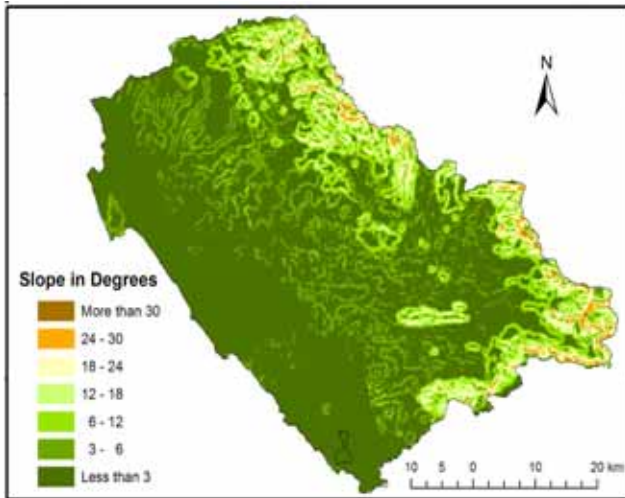 N
Slope in Degrees
More than 30
24 - 30
18 - 24
12 - 18
6 - 12
3 - 6
Less than 3
10 5 0 10 20 km